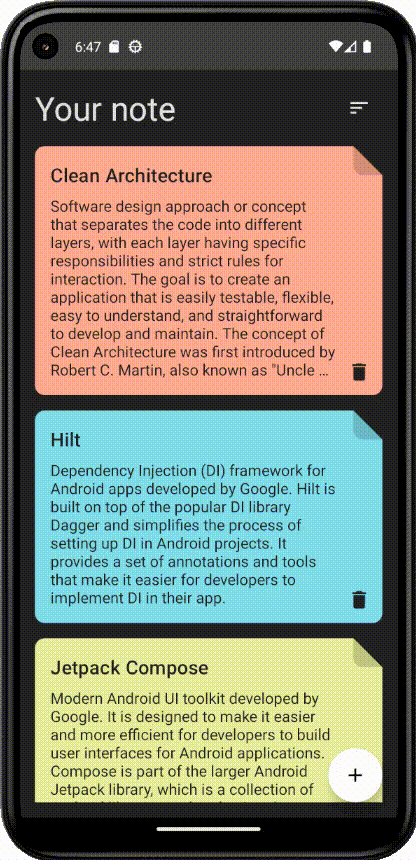 6:47
Your note
Clean Architecture
Software design approach or concept
that separates the code into different
layers, with each layer having specific
responsibilities and strict rules for
interaction. The goal is to create an
application that is easily testable, flexible,
easy to understand, and straightforward
to develop and maintain. The concept of
Clean Architecture was first introduced by
Robert C. Martin, also known as "Uncle ...
Hilt
Dependency Injection (DI) framework for
Android apps developed by Google. Hilt is
built on top of the popular DI library
Dagger and simplifies the process of
setting up DI in Android projects. It
provides a set of annotations and tools
that make it easier for developers to
implement DI in their app.
Jetpack Compose
Modern Android UI toolkit developed by
Google. It is designed to make it easier
and more efficient for developers to build
user interfaces for Android applications.
Compose is part of the larger Android
Jetpack library, which is a collection of